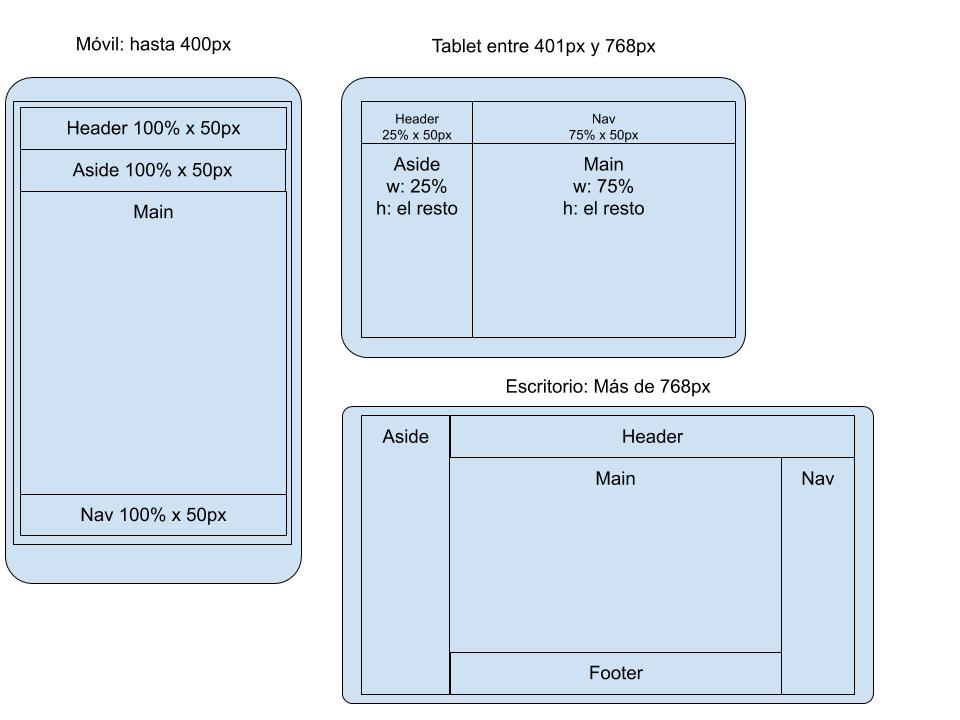 Móvil: hasta 400px
Header 100% x 50px
Aside 100% x 50px
Main
Nav 100% x 50px
Tablet entre 401px y 768px
Header
25% x 50px
Nav
75% x 50px
Aside
w: 25%
h: el resto
Main
w: 75%
h: el resto
Escritorio: Más de 768px
Aside
Header
Main
Nav
Footer